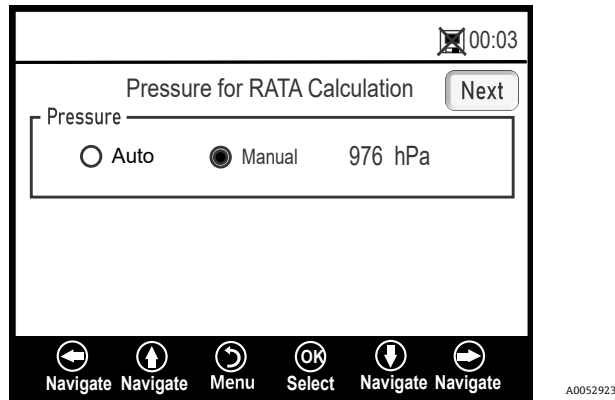 00:03
Pressure for RATA Calculation Next
Pressure
Auto Manual 976 hPa
OK
Navigate Navigate Menu Select Navigate Navigate
A0052923